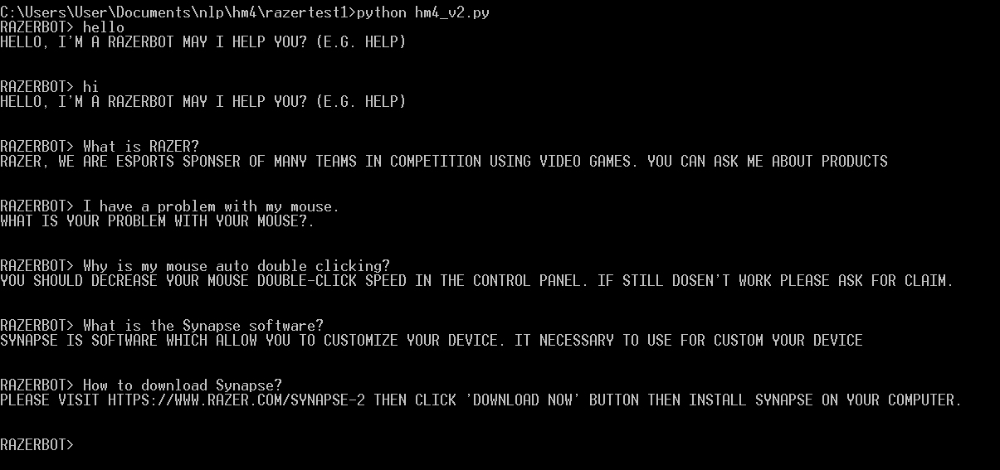 C:\Users\User\Documents\nlp\hm4\razertest1>python hm4_v2.py
RAZERBOT> hello
HELLO, I'M A RAZERBOT MAY I HELP YOU? (E.G. HELP)
RAZERBOT> hi
HELLO, I'M A RAZERBOT MAY I HELP YOU? (E.G. HELP)
RAZERBOT> What is RAZER?
RAZER, WE ARE ESPORTS SPONSER OF MANY TEAMS IN COMPETITION USING VIDEO GAMES. YOU CAN ASK ME ABOUT PRODUCTS
RAZERBOT> I have a problem with my mouse.
WHAT IS YOUR PROBLEM WITH YOUR MOUSE?.
RAZERBOT> Why is my mouse auto double clicking?
YOU SHOULD DECREASE YOUR MOUSE DOUBLE-CLICK SPEED IN THE CONTROL PANEL. IF STILL DOSEN'T WORK PLEASE ASK FOR CLAIM.
RAZERBOT> What is the Synapse software?
SYNAPSE IS SOFTWARE WHICH ALLOW YOU TO CUSTOMIZE YOUR DEVICE. IT NECESSARY TO USE FOR CUSTOM YOUR DEVICE
RAZERBOT> How to download Synapse?
PLEASE VISIT HTTPS://WWW.RAZER.COM/SYNAPSE-2 THEN CLICK 'DOWNLOAD NOW' BUTTON THEN INSTALL SYNAPSE ON YOUR COMPUTER.
RAZERBOT>